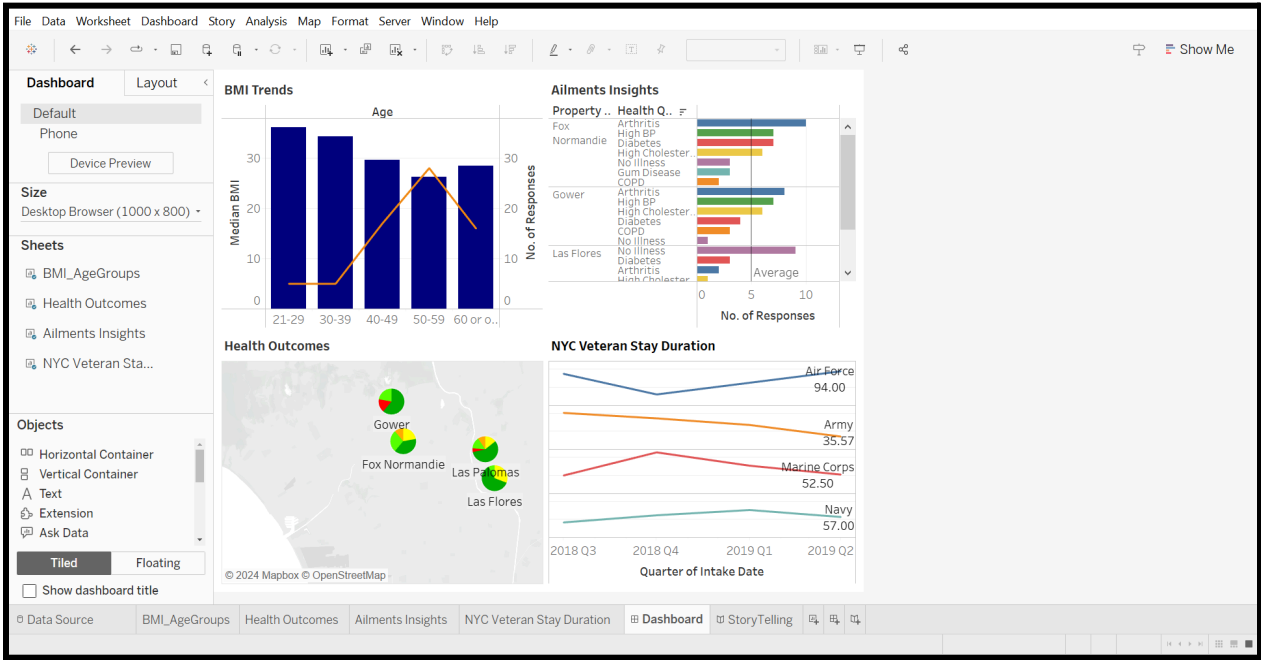 File Data Worksheet Dashboard Story Analysis Map Format Server Window Help
Show Me
Dashboard Layout
Default
Phone
Device Preview
Size
Desktop Browser (1000 x 800)
Sheets
BMI_AgeGroups
Health Outcomes
Ailments Insights
NYC Veteran Sta...
Objects
Horizontal Container
Vertical Container
Text
Extension
Ask Data
Tiled Floating
Show dashboard title
BMI Trends
Age
Median BMI
30
20
10
0
30
20
10
0
No. of Responses
21-29 30-39 40-49 50-59 60 or o..
Ailments Insights
Property .. Health Q..
Fox
Normandie
Arthritis
High BP
Diabetes
High Cholester..
No Illness
Gum Disease
COPD
Gower
Arthritis
High BP
High Cholester..
Diabetes
COPD
No Illness
Las Flores
No Illness
Diabetes
Arthritis
High Cholester
Average
0 5 10
No. of Responses
Health Outcomes
Gower
Fox Normandie
Las Palomas
Las Flores
© 2024 Mapbox © OpenStreetMap
NYC Veteran Stay Duration
Air Force
94.00
Army
35.57
Marine Corps
52.50
Navy
57.00
2018 Q3 2018 Q4 2019 Q1 2019 Q2
Quarter of Intake Date
Data Source BMI_AgeGroups Health Outcomes Ailments Insights NYC Veteran Stay Duration Dashboard StoryTelling